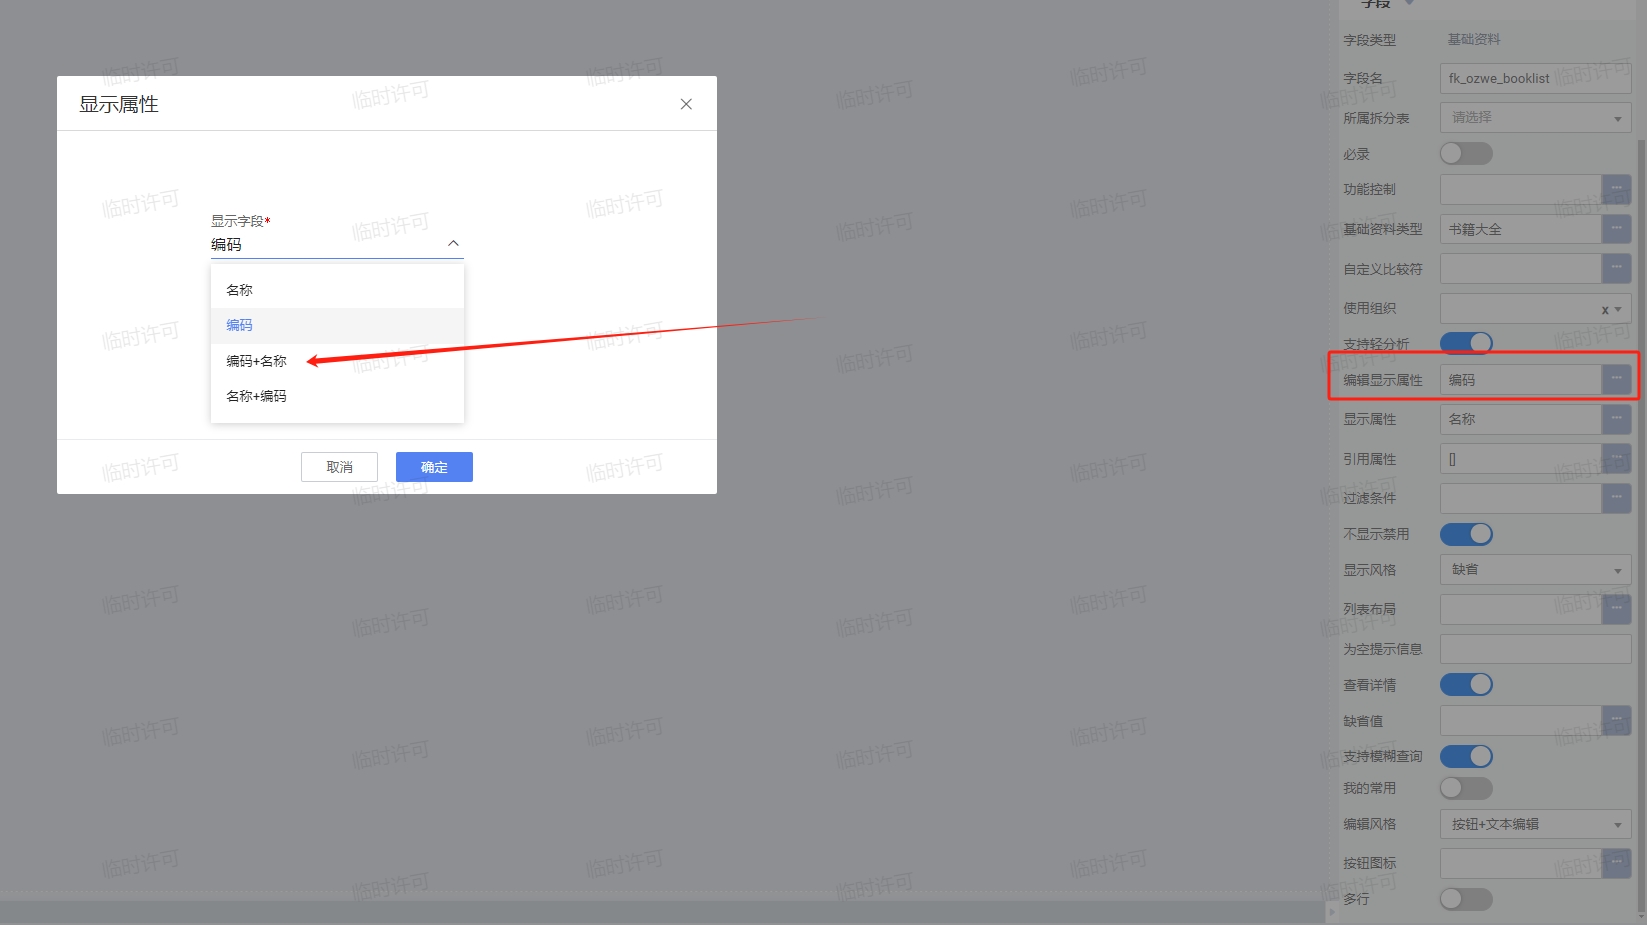 字段
字段类型 基础资料
字段名 fk_ozwe_booklist
所属拆分表 请选择
必录
功能控制
基础资料类型 书籍大全
自定义比较符
使用组织 x
支持轻分析
编辑显示属性 编码
显示属性 名称
引用属性 []
过滤条件
不显示禁用
显示风格 缺省
列表布局
为空提示信息
查看详情
缺省值
支持模糊查询
我的常用
编辑风格 按钮+文本编辑
按钮图标
多行
显示属性
显示字段*
编码
名称
编码
编码+名称
名称+编码
取消 确定
临时许可